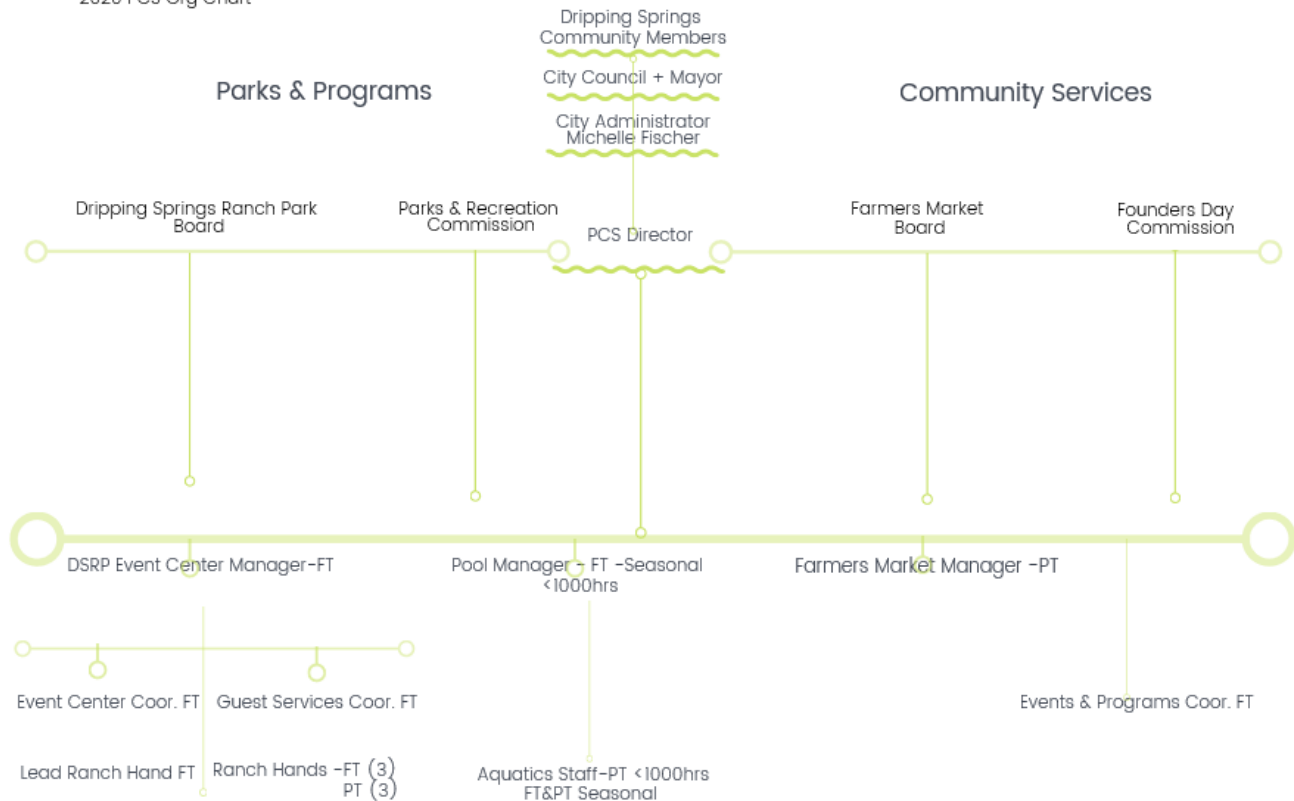 PCS Org Chart
Dripping Springs
Community Members
City Council + Mayor
Parks & Programs
Community Services
City Administrator
Michelle Fischer
Dripping Springs Ranch Park
Board
Parks & Recreation
Commission
PCS Director
Farmers Market
Board
Founders Day
Commission
DSRP Event Center Manager-FT
Pool Manager - FT -Seasonal
<1000hrs
Farmers Market Manager -PT
Event Center Coor. FT
Guest Services Coor. FT
Events & Programs Coor. FT
Lead Ranch Hand FT
Ranch Hands -FT (3)
PT (3)
Aquatics Staff-PT <1000hrs
FT&PT Seasonal